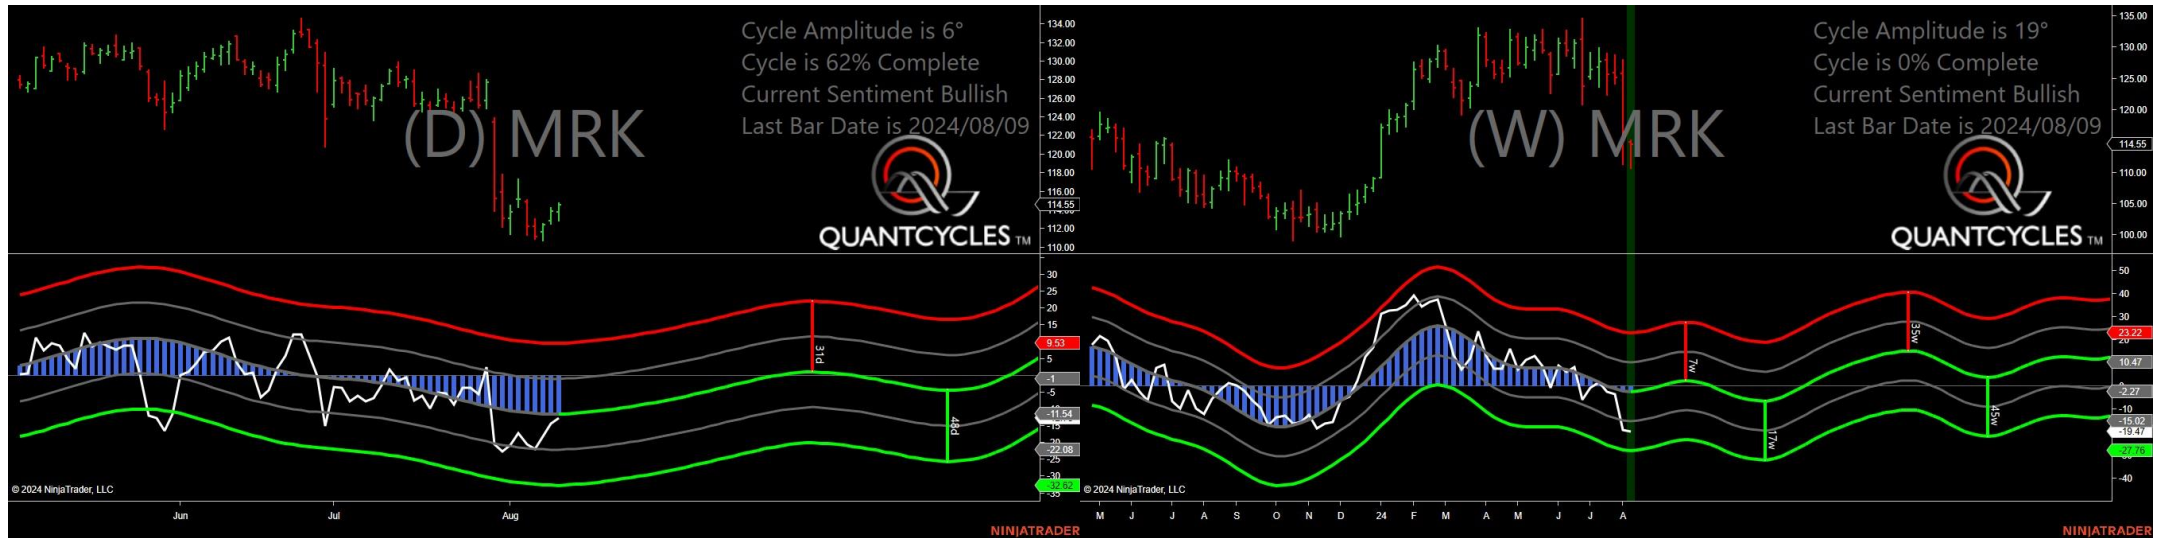 Cycle Amplitude is 6°
Cycle is 62% Complete
Current Sentiment Bullish
Last Bar Date is 2024/08/09
(D) MRK
QUANTCYCLES TM
134.00
132.00
130.00
128.00
126.00
124.00
122.00
120.00
118.00
116.00
114.55
112.00
110.00
30
25
20
15
9.53
5
-1
-5
-11.54
-15
-22.08
-25
-30
-32.62
-35
31d
48d
© 2024 NinjaTrader, LLC
Jun
Jul
Aug
NINJATRADER
Cycle Amplitude is 19°
Cycle is 0% Complete
Current Sentiment Bullish
Last Bar Date is 2024/08/09
(W) MRK
QUANTCYCLES TM
135.00
130.00
125.00
120.00
114.55
110.00
105.00
100.00
50
40
30
23.22
20
10.47
-2.27
-10
-15.02
-19.47
-27.76
-40
7w
17w
35w
45w
© 2024 NinjaTrader, LLC
M J J A S O N D 24 F M A M J J A
NINJATRADER